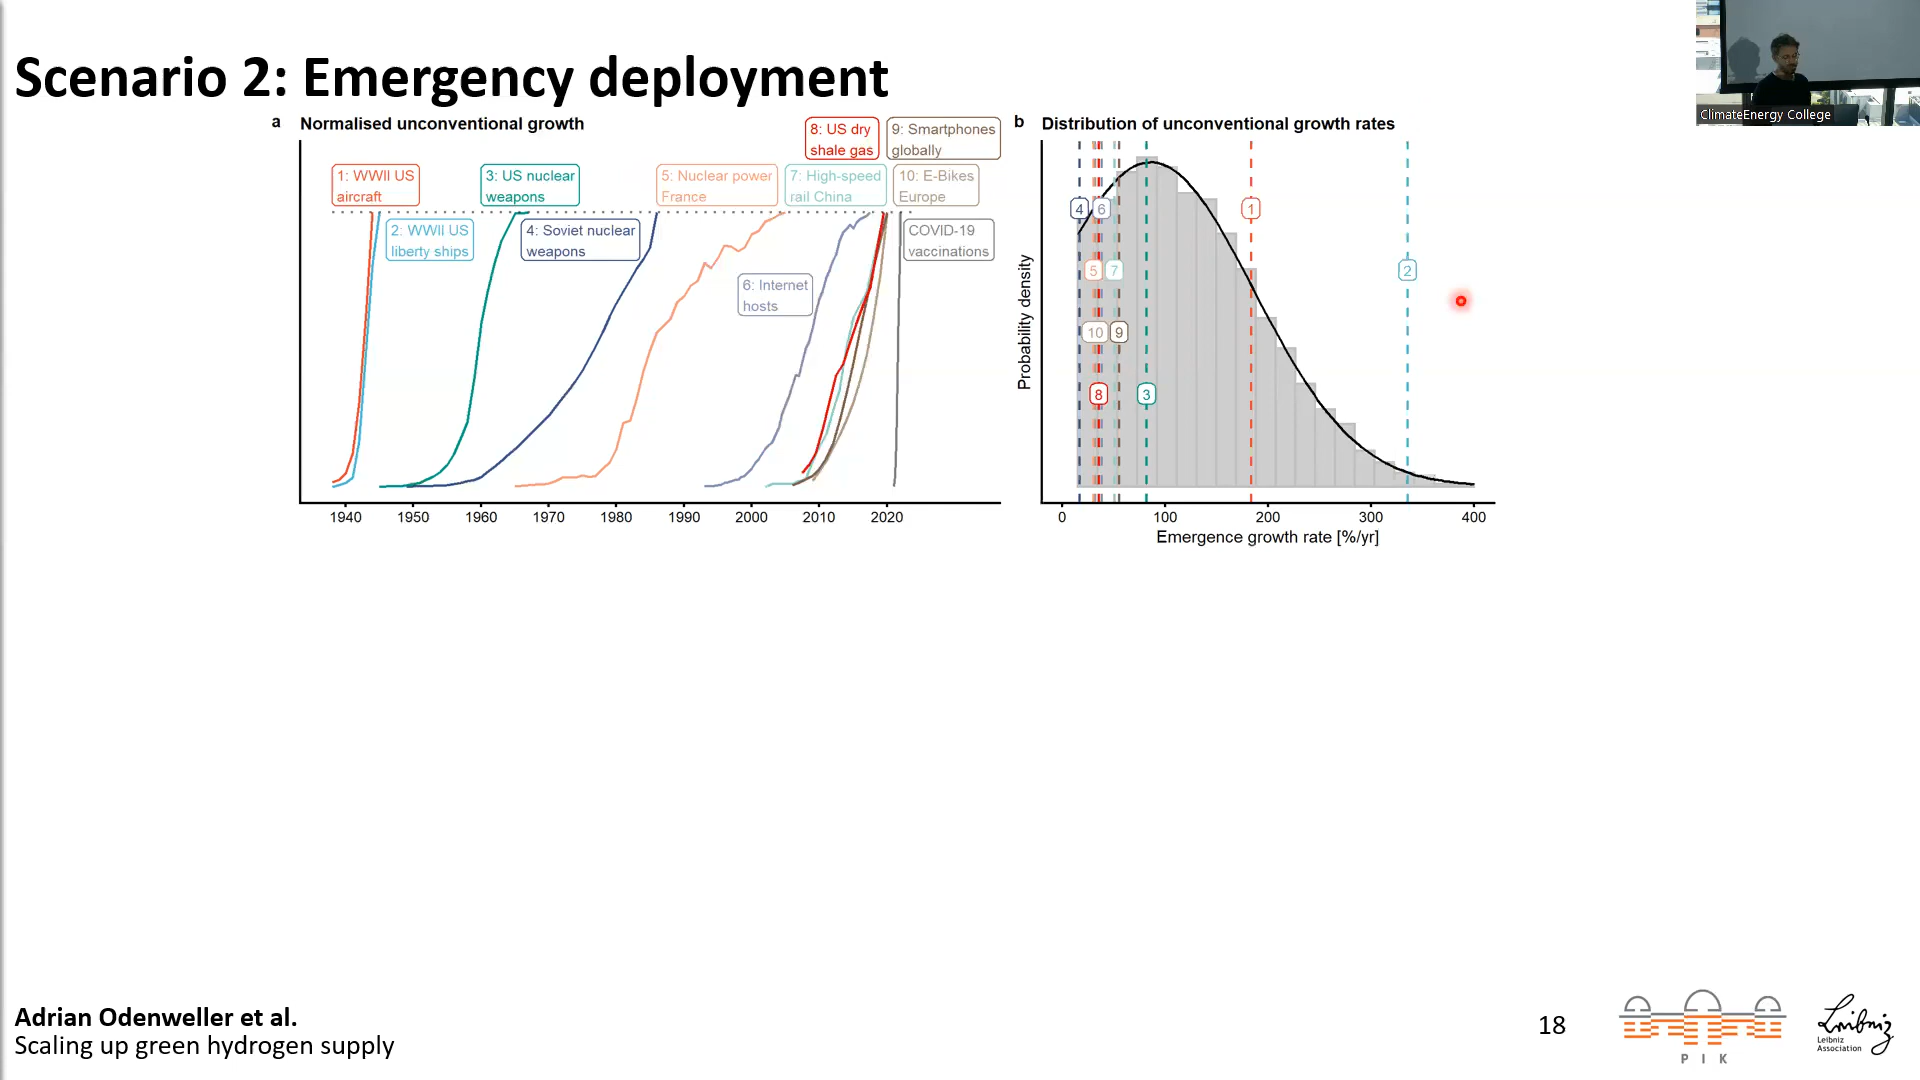 Scenario 2: Emergency deployment
ClimateEnergy College
a Normalised unconventional growth
1: WWII US
aircraft
2: WWII US
liberty ships
3: US nuclear
weapons
4: Soviet nuclear
weapons
5: Nuclear power
France
6: Internet
hosts
7: High-speed
rail China
8: US dry
shale gas
9: Smartphones
globally
10: E-Bikes
Europe
COVID-19
vaccinations
1940 1950 1960 1970 1980 1990 2000 2010 2020
b Distribution of unconventional growth rates
Probability density
4 6 1
5 7 2
10 9
8 3
0 100 200 300 400
Emergence growth rate [%/yr]
Adrian Odenweller et al.
Scaling up green hydrogen supply
18
P I K
Leibniz
Leibniz
Association